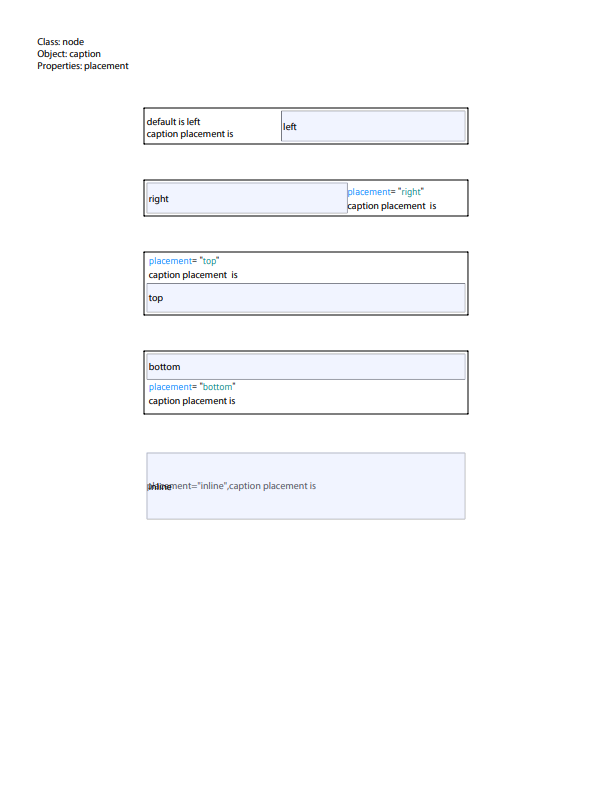 Class: node
Object: caption
Properties: placement
default is left
caption placement is
left
right
placement= "right"
caption placement  is
placement= "top"
caption placement  is
top
bottom
placement= "bottom"
caption placement is
inline
placement="inline",caption placement is